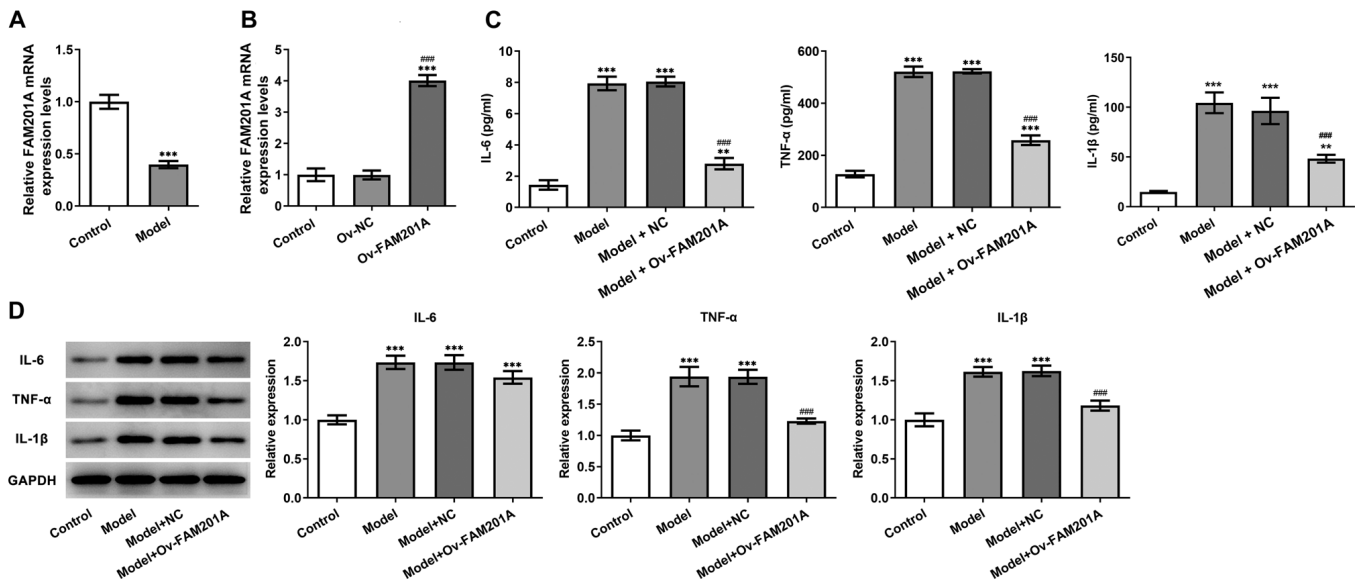 A
Relative FAM201A mRNA
expression levels
1.5
1.0
0.5
0.0
***
Control
Model
B
Relative FAM201A mRNA
expression levels
5
4
3
2
1
0
###
***
Control
Ov-NC
Ov-FAM201A
C
IL-6 (pg/ml)
10
8
6
4
2
0
***
***
###
**
Control
Model
Model + NC
Model + Ov-FAM201A
TNF-α (pg/ml)
600
400
200
0
***
***
###
***
Control
Model
Model + NC
Model + Ov-FAM201A
IL-1β (pg/ml)
150
100
50
0
***
***
###
**
Control
Model
Model + NC
Model + Ov-FAM201A
D
IL-6
TNF-α
IL-1β
GAPDH
Control
Model
Model+NC
Model+Ov-FAM201A
IL-6
Relative expression
2.0
1.5
1.0
0.5
0.0
***
***
***
Control
Model
Model+NC
Model+Ov-FAM201A
TNF-α
Relative expression
2.5
2.0
1.5
1.0
0.5
0.0
***
***
###
Control
Model
Model+NC
Model+Ov-FAM201A
IL-1β
Relative expression
2.0
1.5
1.0
0.5
0.0
***
***
###
Control
Model
Model+NC
Model+Ov-FAM201A